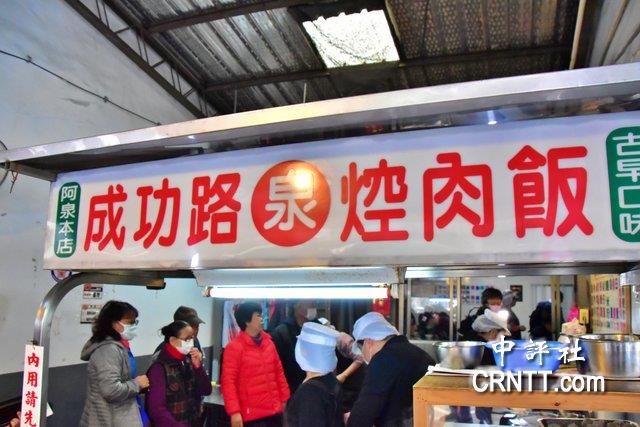 阿泉本店
成功路泉焢肉飯
古早口味
內用請先
中評社
CRNTT.com